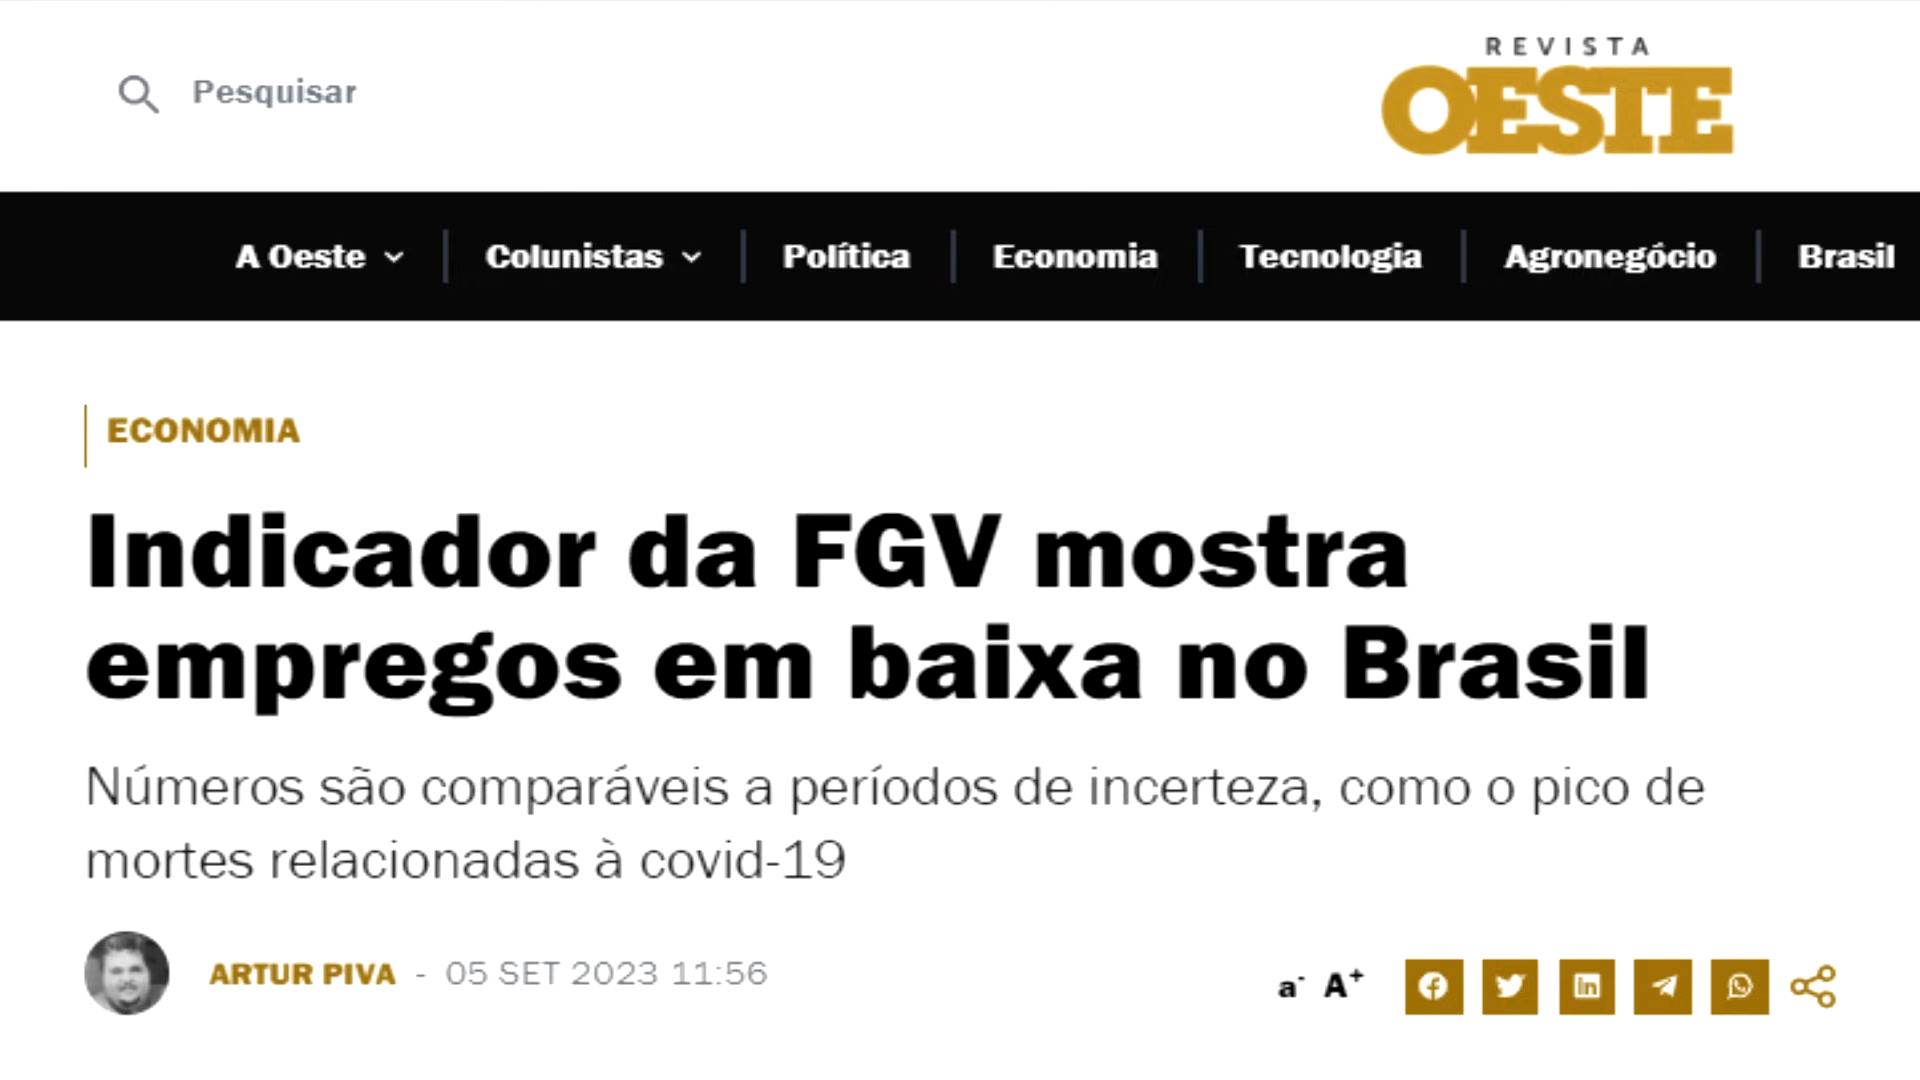 Pesquisar
REVISTA
OESTE
A Oeste
Colunistas
Política
Economia
Tecnologia
Agronegócio
Brasil
ECONOMIA
Indicador da FGV mostra
empregos em baixa no Brasil
Números são comparáveis a períodos de incerteza, como o pico de
mortes relacionadas à covid-19
ARTUR PIVA - 05 SET 2023 11:56
a- A+